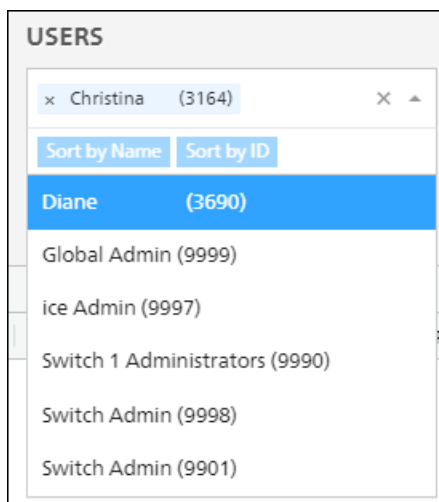 USERS
× Christina (3164) ×
Sort by Name Sort by ID
Diane (3690)
Global Admin (9999)
ice Admin (9997)
Switch 1 Administrators (9990)
Switch Admin (9998)
Switch Admin (9901)